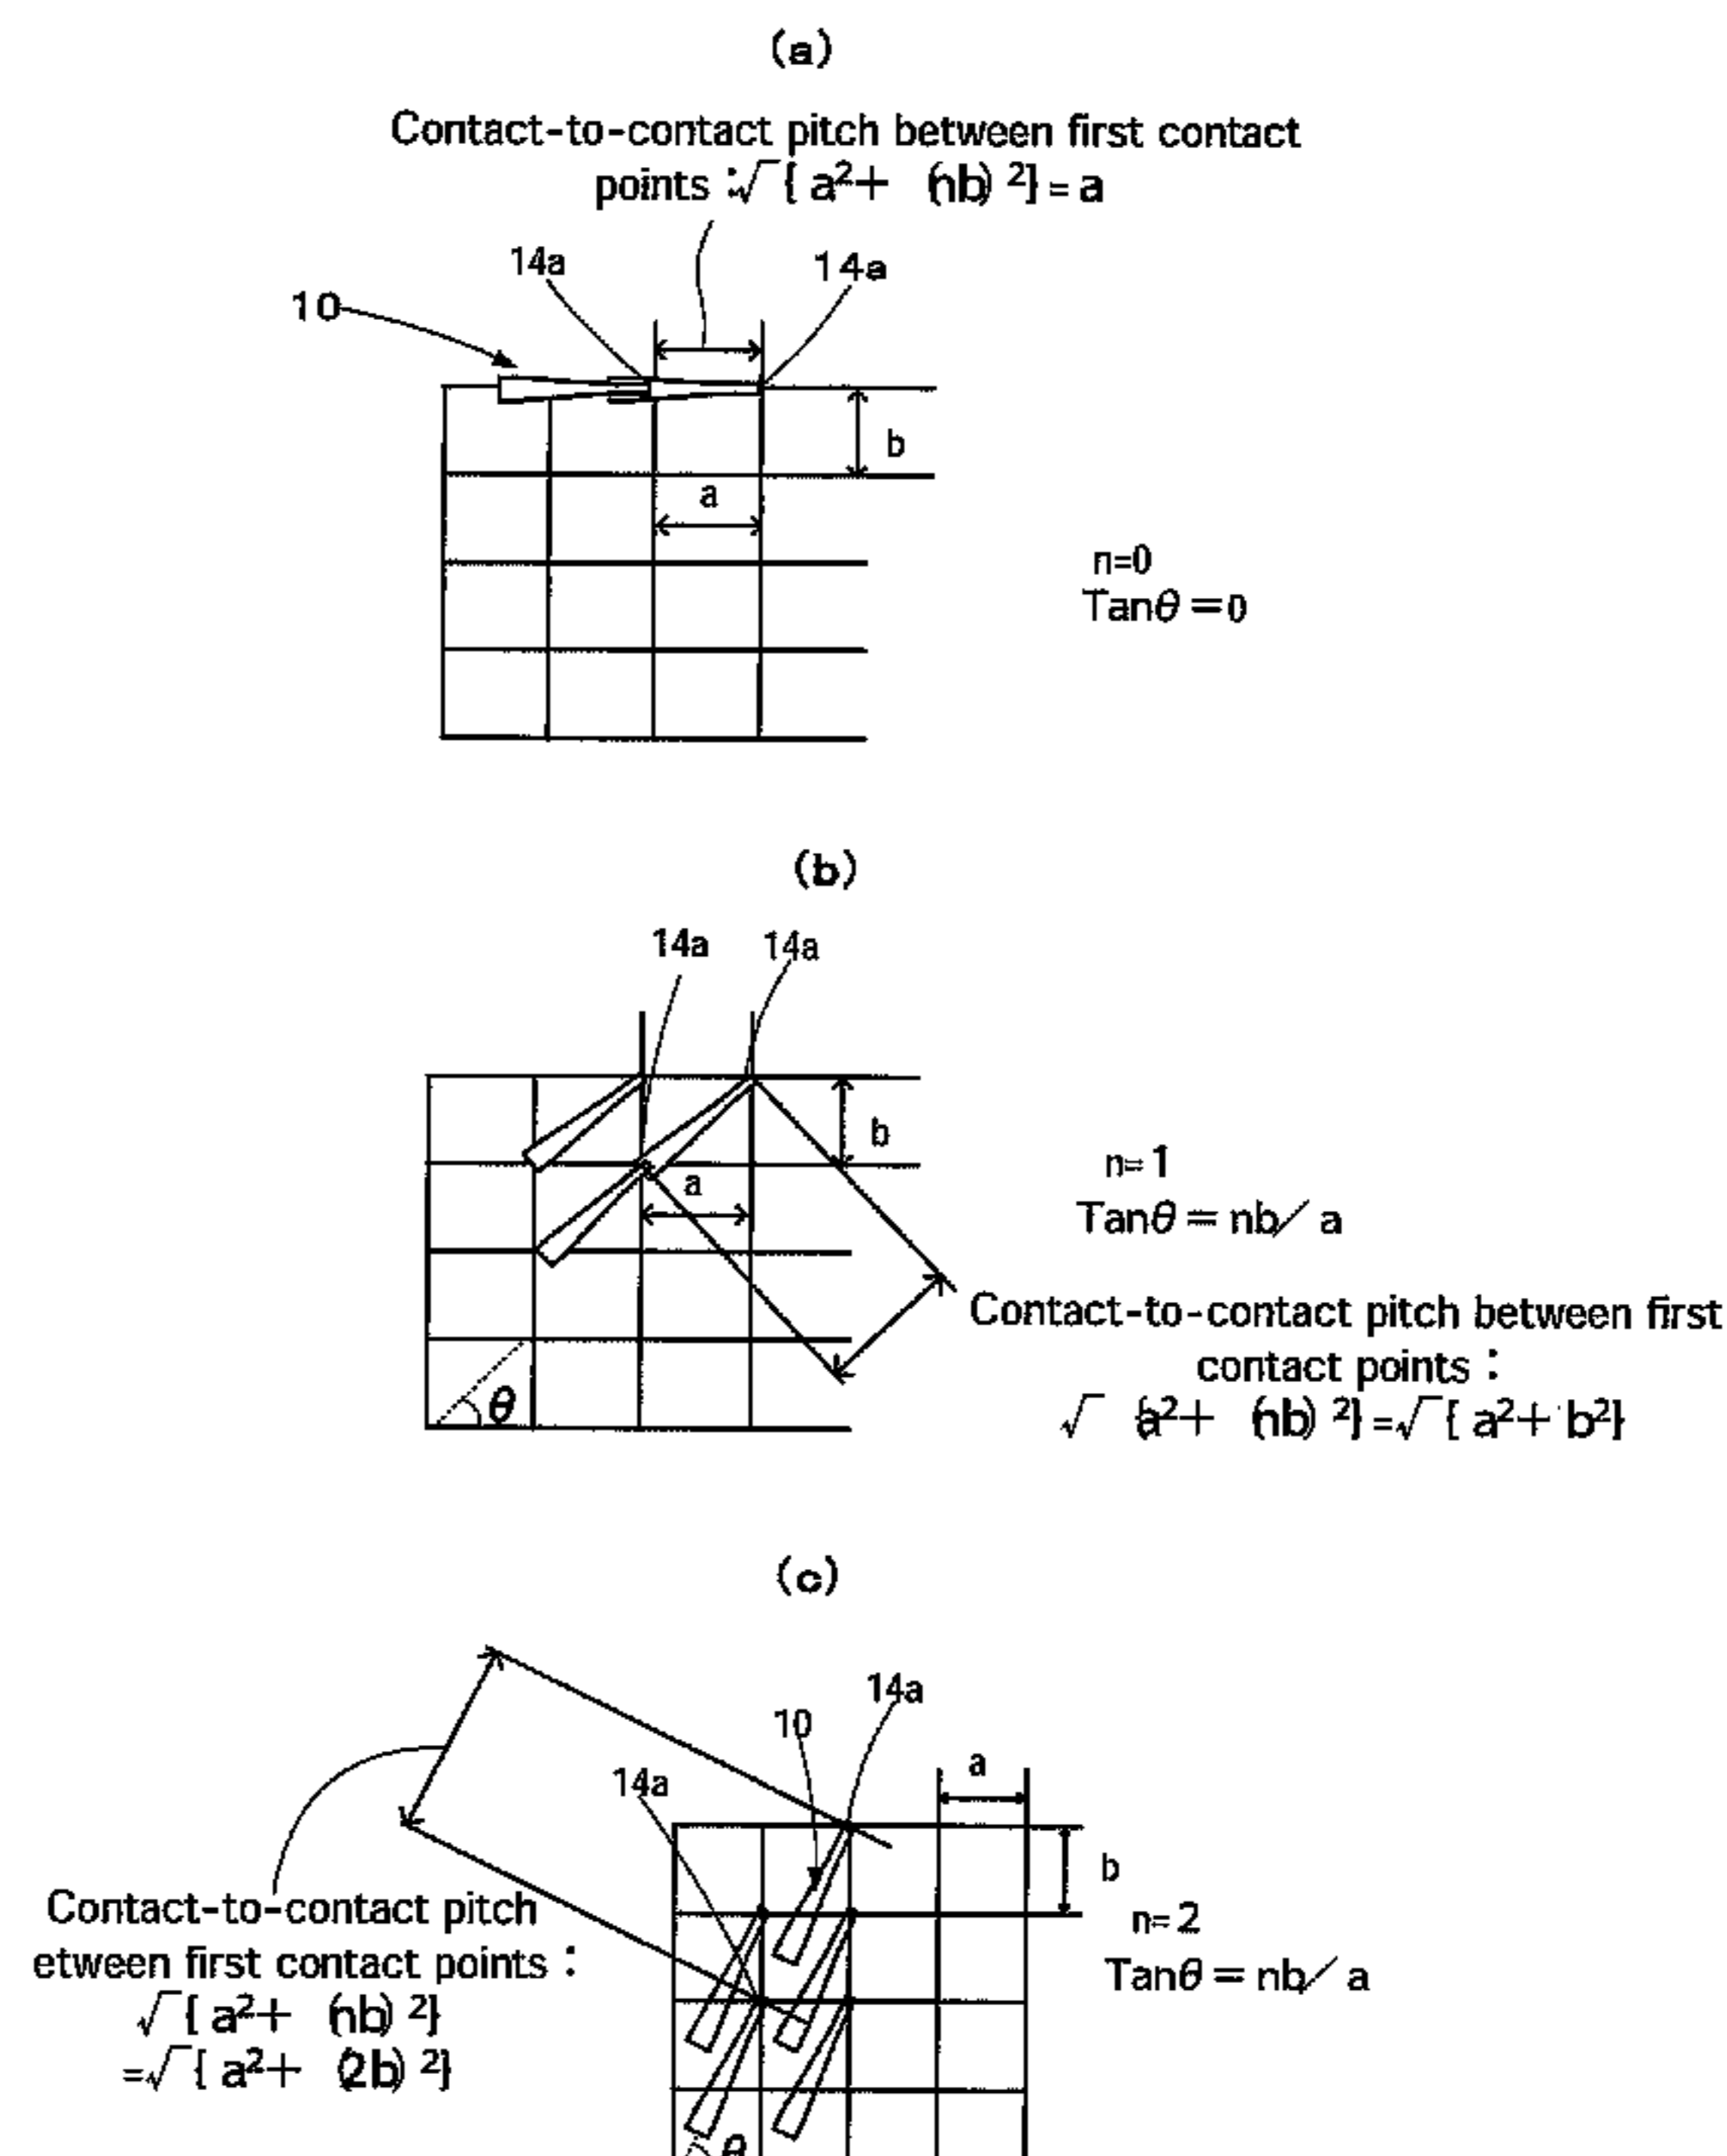 (a)
Contact-to-contact pitch between first contact
points :√{ a²+ (nb) ²} = a
14a
14a
10
b
a
n=0
Tanθ=0
(b)
14a
14a
b
a
n=1
Tanθ=nb/a
Contact-to-contact pitch between first
contact points :
√ {a²+ (nb) ²} =√{ a²+ b²}
θ
(c)
14a
10
a
14a
b
Contact-to-contact pitch
etween first contact points :
√{ a²+ (nb) ²}
=√{ a²+ (2b) ²}
n=2
Tanθ=nb/a
θ